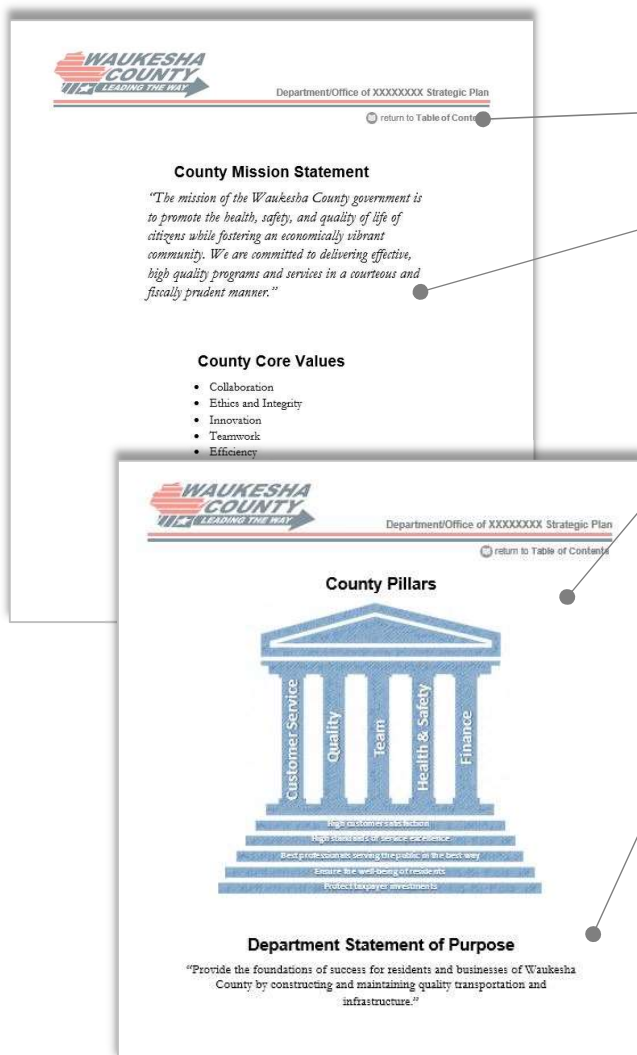 WAUKESHA
COUNTY
LEADING THE WAY
Department/Office of XXXXXXXX Strategic Plan
return to Table of Conte
County Mission Statement
“The mission of the Waukesha County government is
to promote the health, safety, and quality of life of
citizens while fostering an economically vibrant
community. We are committed to delivering effective,
high quality programs and services in a courteous and
fiscally prudent manner.”
County Core Values
• Collaboration
• Ethics and Integrity
• Innovation
• Teamwork
• Efficiency
WAUKESHA
COUNTY
LEADING THE WAY
Department/Office of XXXXXXXX Strategic Plan
return to Table of Contents
County Pillars
Customer Service
Quality
Team
Health & Safety
Finance
High customer satisfaction
High standards of service excellence
Best professionals serving the public in the best way
Ensure the well-being of residents
Protect taxpayer investments
Department Statement of Purpose
“Provide the foundations of success for residents and businesses of Waukesha
County by constructing and maintaining quality transportation and
infrastructure.”